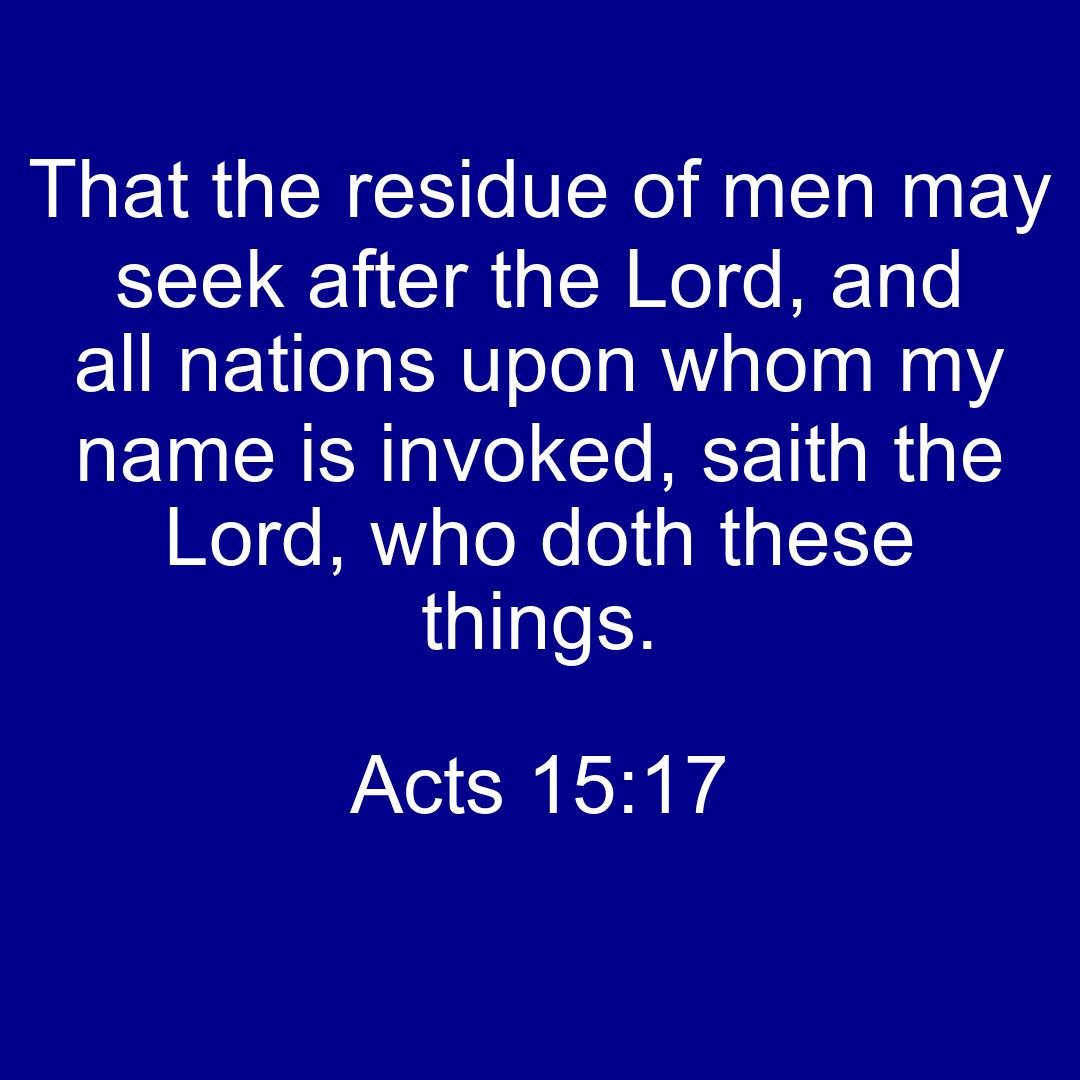 That the residue of men may
seek after the Lord, and
all nations upon whom my
name is invoked, saith the
Lord, who doth these
things.
Acts 15:17